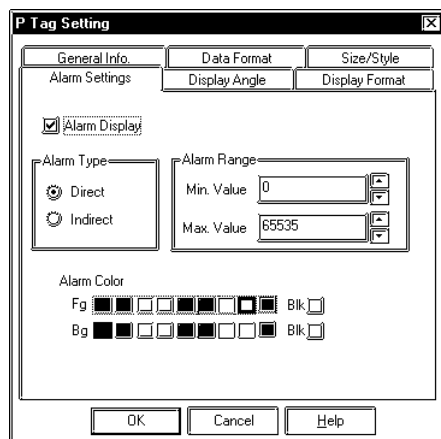 P Tag Setting
General Info. Data Format Size/Style
Alarm Settings Display Angle Display Format
Alarm Display
Alarm Type Alarm Range
Direct Min. Value 0
Indirect Max. Value 65535
Alarm Color
Fg Blk
Bg Blk
OK Cancel Help